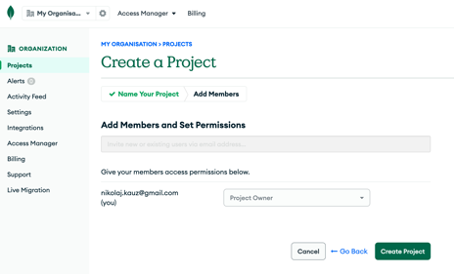 My Organisa... Access Manager Billing
ORGANIZATION
Projects
Alerts 0
Activity Feed
Settings
Integrations
Access Manager
Billing
Support
Live Migration
MY ORGANISATION > PROJECTS
Create a Project
Name Your Project Add Members
Add Members and Set Permissions
Invite new or existing users via email address...
Give your members access permissions below.
nikolaj.kauz@gmail.com
(you)
Project Owner
Cancel Go Back Create Project